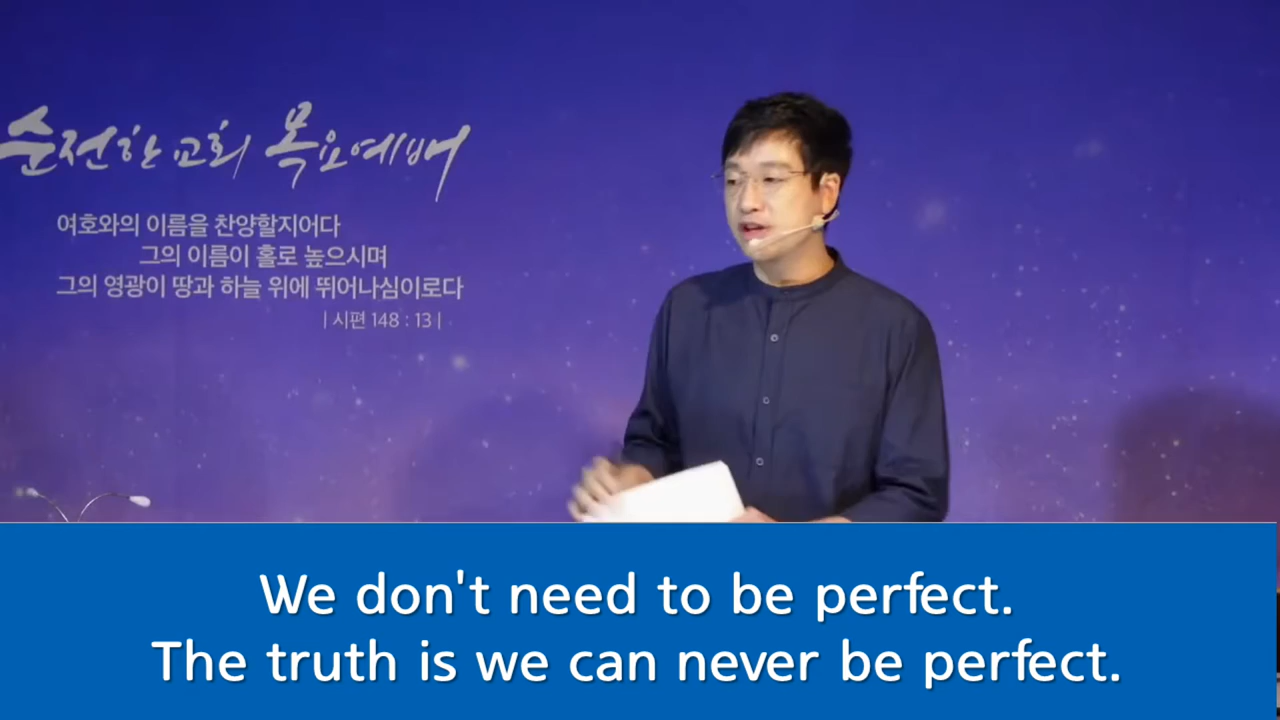 순전한 교회 목요예배
여호와의 이름을 찬양할지어다
그의 이름이 홀로 높으시며
그의 영광이 땅과 하늘 위에 뛰어나심이로다
| 시편 148 : 13 |
We don't need to be perfect.
The truth is we can never be perfect.